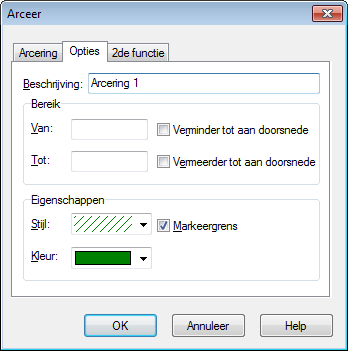 Arceer
Arcering Opties 2de functie
Beschrijving: Arcering 1
Bereik
Van: Verminder tot aan doorsnede
Tot: Vermeerder tot aan doorsnede
Eigenschappen
Stijl: Markeergrens
Kleur:
OK Annuleer Help